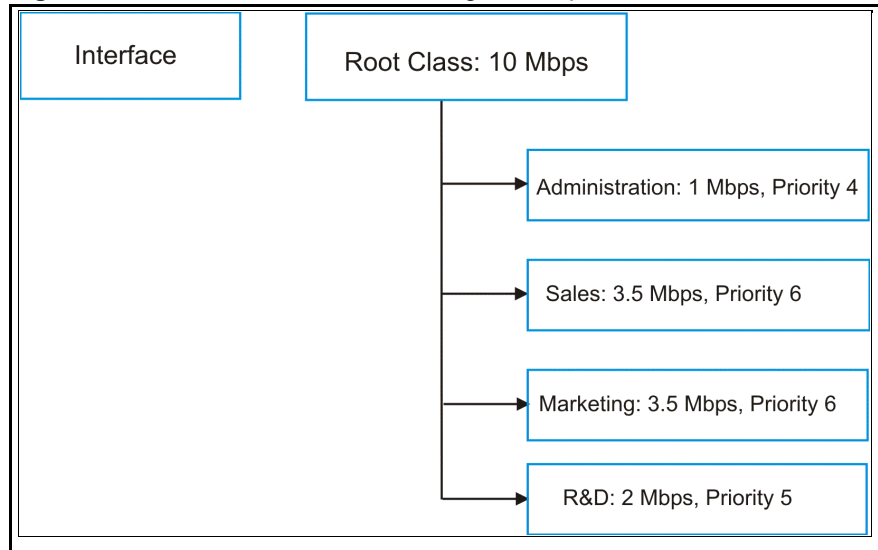 Interface
Root Class: 10 Mbps
Administration: 1 Mbps, Priority 4
Sales: 3.5 Mbps, Priority 6
Marketing: 3.5 Mbps, Priority 6
R&D: 2 Mbps, Priority 5